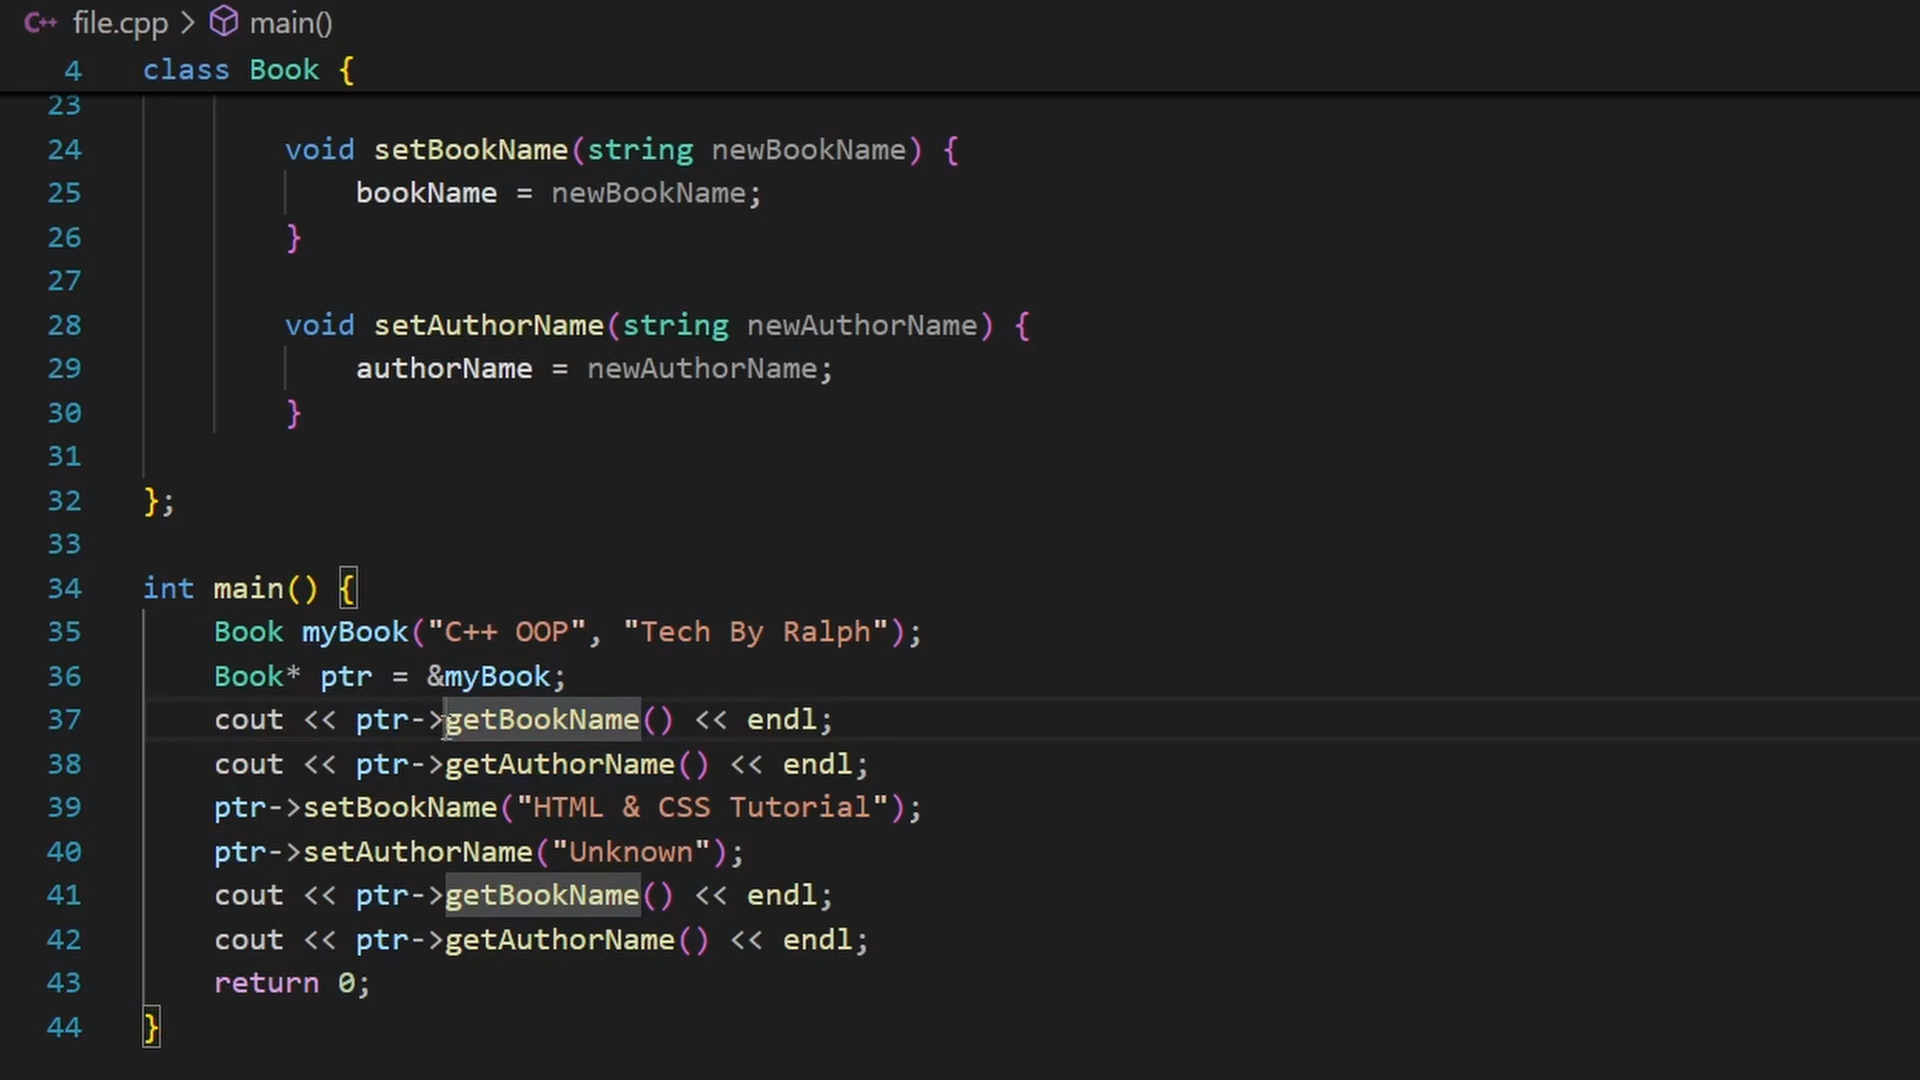 C++ file.cpp > main()
4 class Book {
23
24 void setBookName(string newBookName) {
25 bookName = newBookName;
26 }
27
28 void setAuthorName(string newAuthorName) {
29 authorName = newAuthorName;
30 }
31
32 };
33
34 int main() {
35 Book myBook("C++ OOP", "Tech By Ralph");
36 Book* ptr = &myBook;
37 cout << ptr->getBookName() << endl;
38 cout << ptr->getAuthorName() << endl;
39 ptr->setBookName("HTML & CSS Tutorial");
40 ptr->setAuthorName("Unknown");
41 cout << ptr->getBookName() << endl;
42 cout << ptr->getAuthorName() << endl;
43 return 0;
44 }